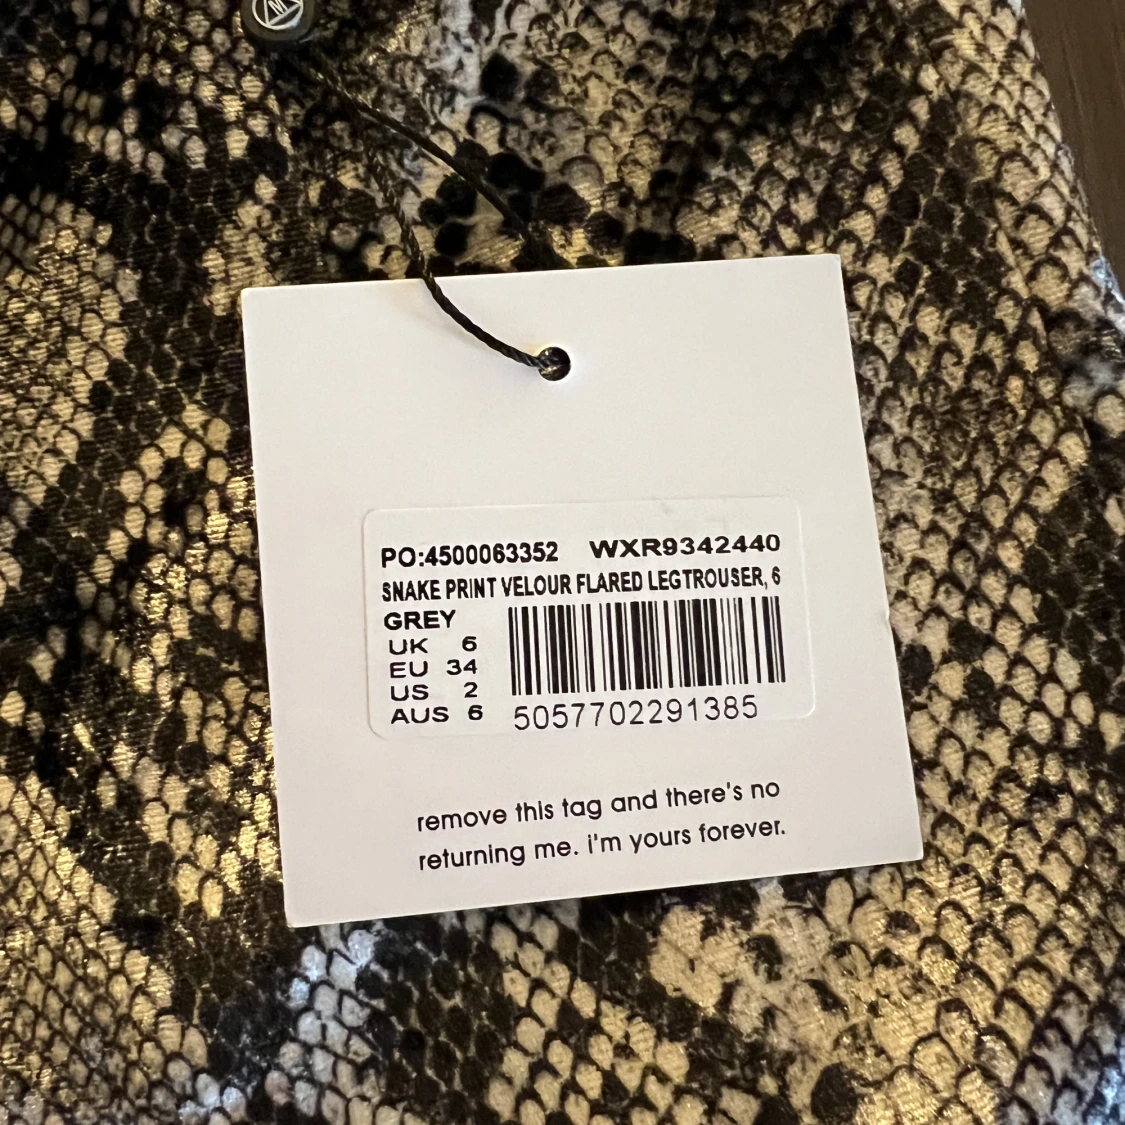 M
PO:4500063352 WXR9342440
SNAKE PRINT VELOUR FLARED LEGTROUSER, 6
GREY
UK 6
EU 34
US 2
AUS 6
5057702291385
remove this tag and there's no
returning me. i'm yours forever.